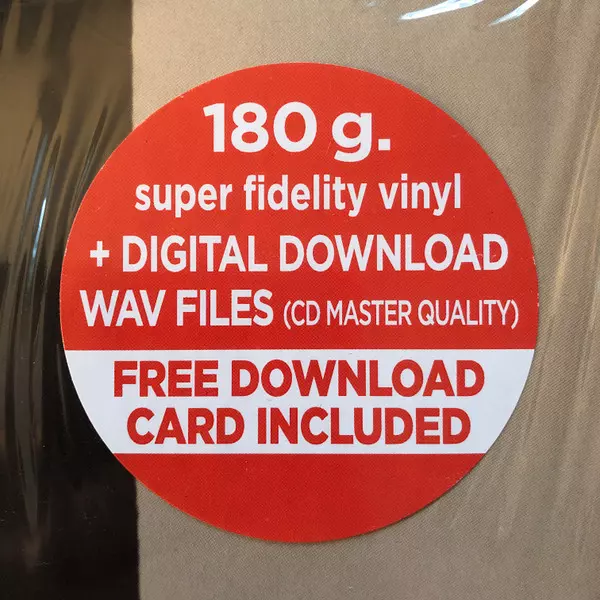 180 g.
super fidelity vinyl
+ DIGITAL DOWNLOAD
WAV FILES (CD MASTER QUALITY)
FREE DOWNLOAD
CARD INCLUDED